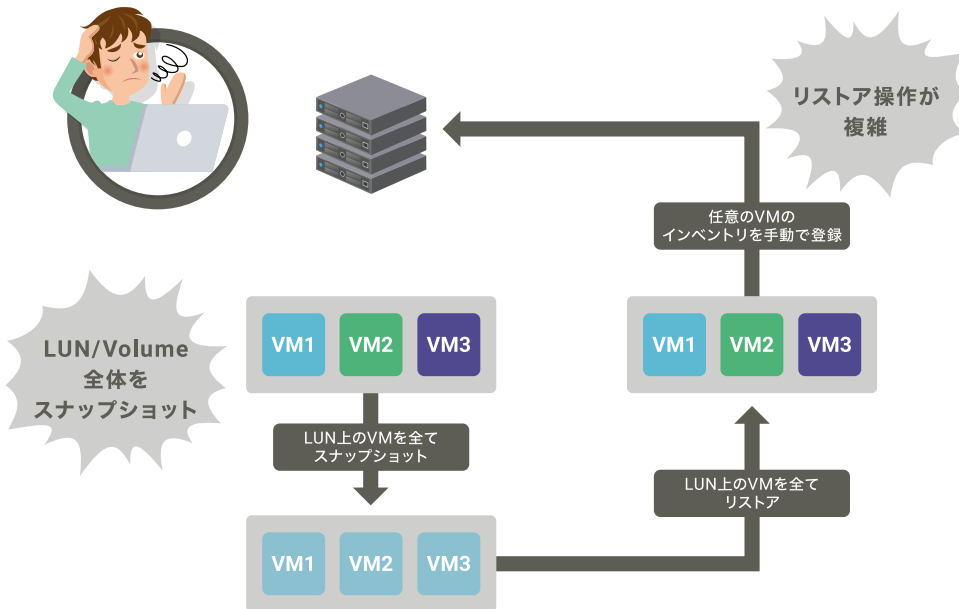 リストア操作が
複雑
任意のVMの
インベントリを手動で登録
LUN/Volume
全体を
スナップショット
VM1 VM2 VM3
VM1 VM2 VM3
LUN上のVMを全て
スナップショット
LUN上のVMを全て
リストア
VM1 VM2 VM3